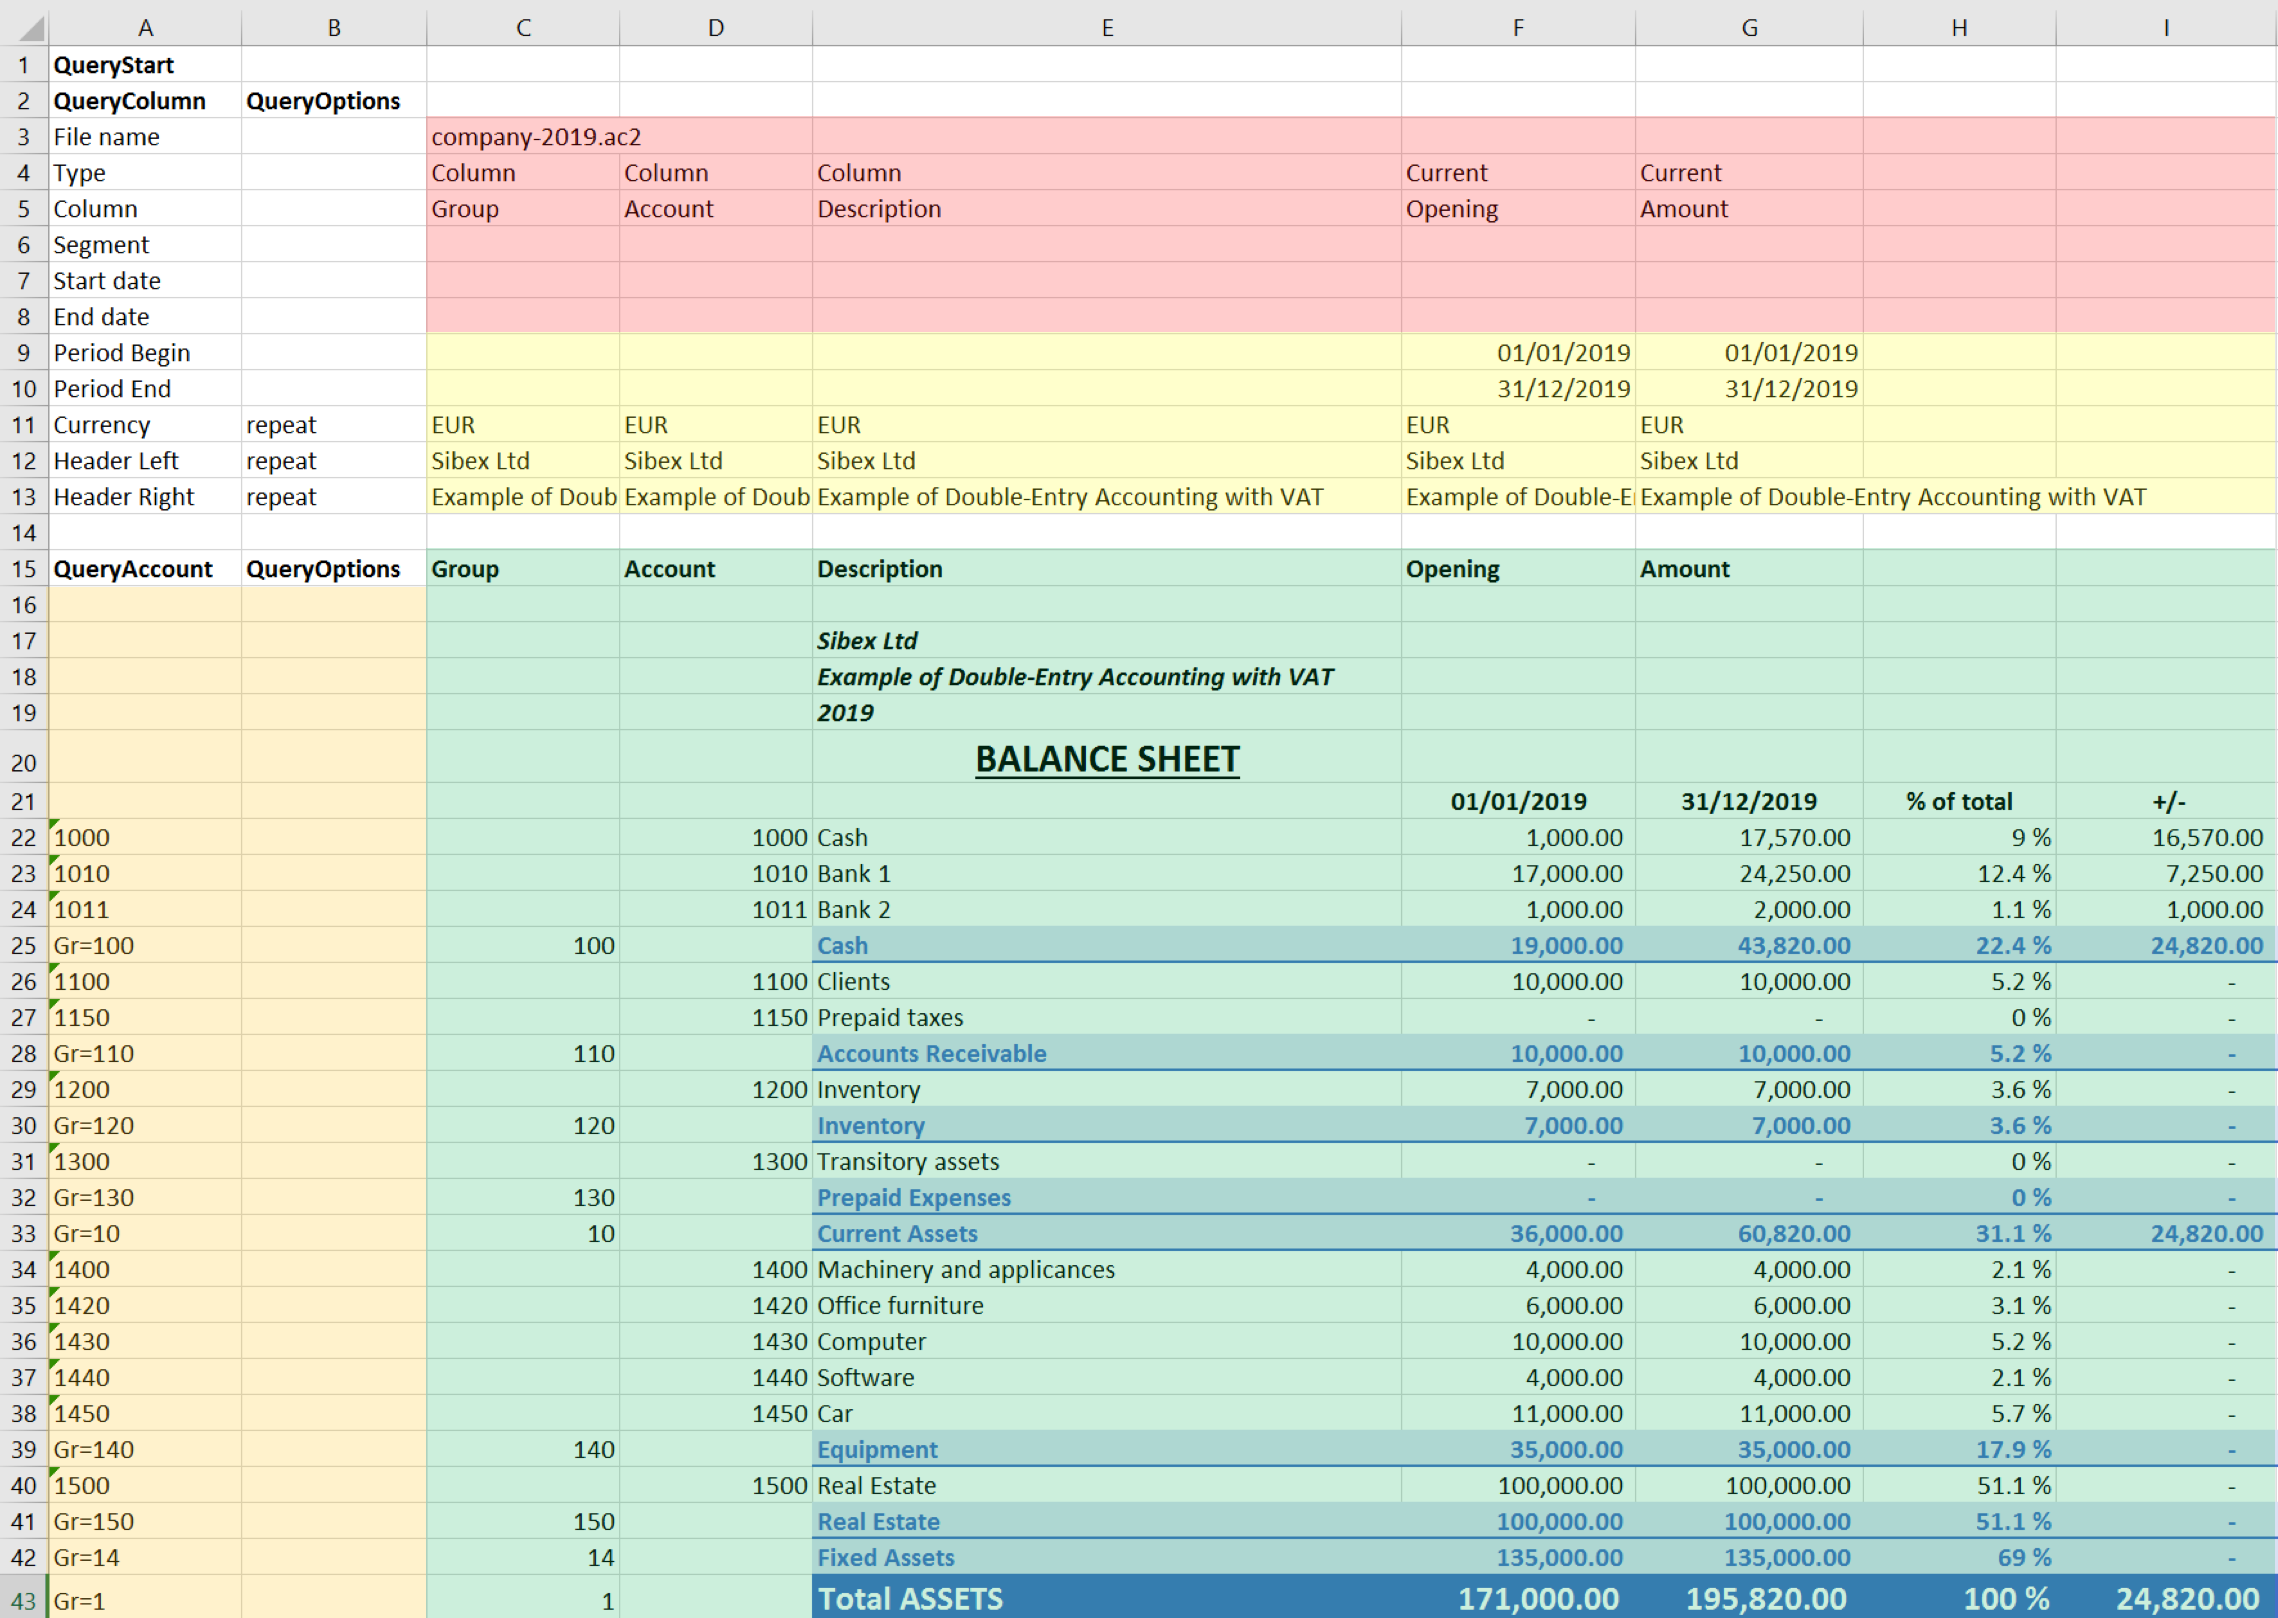 A B C D E F G H I
1 QueryStart
2 QueryColumn QueryOptions
3 File name company-2019.ac2
4 Type Column Column Column Current Current
5 Column Group Account Description Opening Amount
6 Segment
7 Start date
8 End date
9 Period Begin 01/01/2019 01/01/2019
10 Period End 31/12/2019 31/12/2019
11 Currency repeat EUR EUR EUR EUR EUR
12 Header Left repeat Sibex Ltd Sibex Ltd Sibex Ltd Sibex Ltd Sibex Ltd
13 Header Right repeat Example of Doub Example of Doub Example of Double-Entry Accounting with VAT Example of Double-E Example of Double-Entry Accounting with VAT
14
15 QueryAccount QueryOptions Group Account Description Opening Amount
16
17 Sibex Ltd
18 Example of Double-Entry Accounting with VAT
19 2019
20 BALANCE SHEET
21 01/01/2019 31/12/2019 % of total +/-
22 1000 1000 Cash 1,000.00 17,570.00 9 % 16,570.00
23 1010 1010 Bank 1 17,000.00 24,250.00 12.4 % 7,250.00
24 1011 1011 Bank 2 1,000.00 2,000.00 1.1 % 1,000.00
25 Gr=100 100 Cash 19,000.00 43,820.00 22.4 % 24,820.00
26 1100 1100 Clients 10,000.00 10,000.00 5.2 % -
27 1150 1150 Prepaid taxes - - 0 % -
28 Gr=110 110 Accounts Receivable 10,000.00 10,000.00 5.2 % -
29 1200 1200 Inventory 7,000.00 7,000.00 3.6 % -
30 Gr=120 120 Inventory 7,000.00 7,000.00 3.6 % -
31 1300 1300 Transitory assets - - 0 % -
32 Gr=130 130 Prepaid Expenses - - 0 % -
33 Gr=10 10 Current Assets 36,000.00 60,820.00 31.1 % 24,820.00
34 1400 1400 Machinery and applicances 4,000.00 4,000.00 2.1 % -
35 1420 1420 Office furniture 6,000.00 6,000.00 3.1 % -
36 1430 1430 Computer 10,000.00 10,000.00 5.2 % -
37 1440 1440 Software 4,000.00 4,000.00 2.1 % -
38 1450 1450 Car 11,000.00 11,000.00 5.7 % -
39 Gr=140 140 Equipment 35,000.00 35,000.00 17.9 % -
40 1500 1500 Real Estate 100,000.00 100,000.00 51.1 % -
41 Gr=150 150 Real Estate 100,000.00 100,000.00 51.1 % -
42 Gr=14 14 Fixed Assets 135,000.00 135,000.00 69 % -
43 Gr=1 1 Total ASSETS 171,000.00 195,820.00 100 % 24,820.00